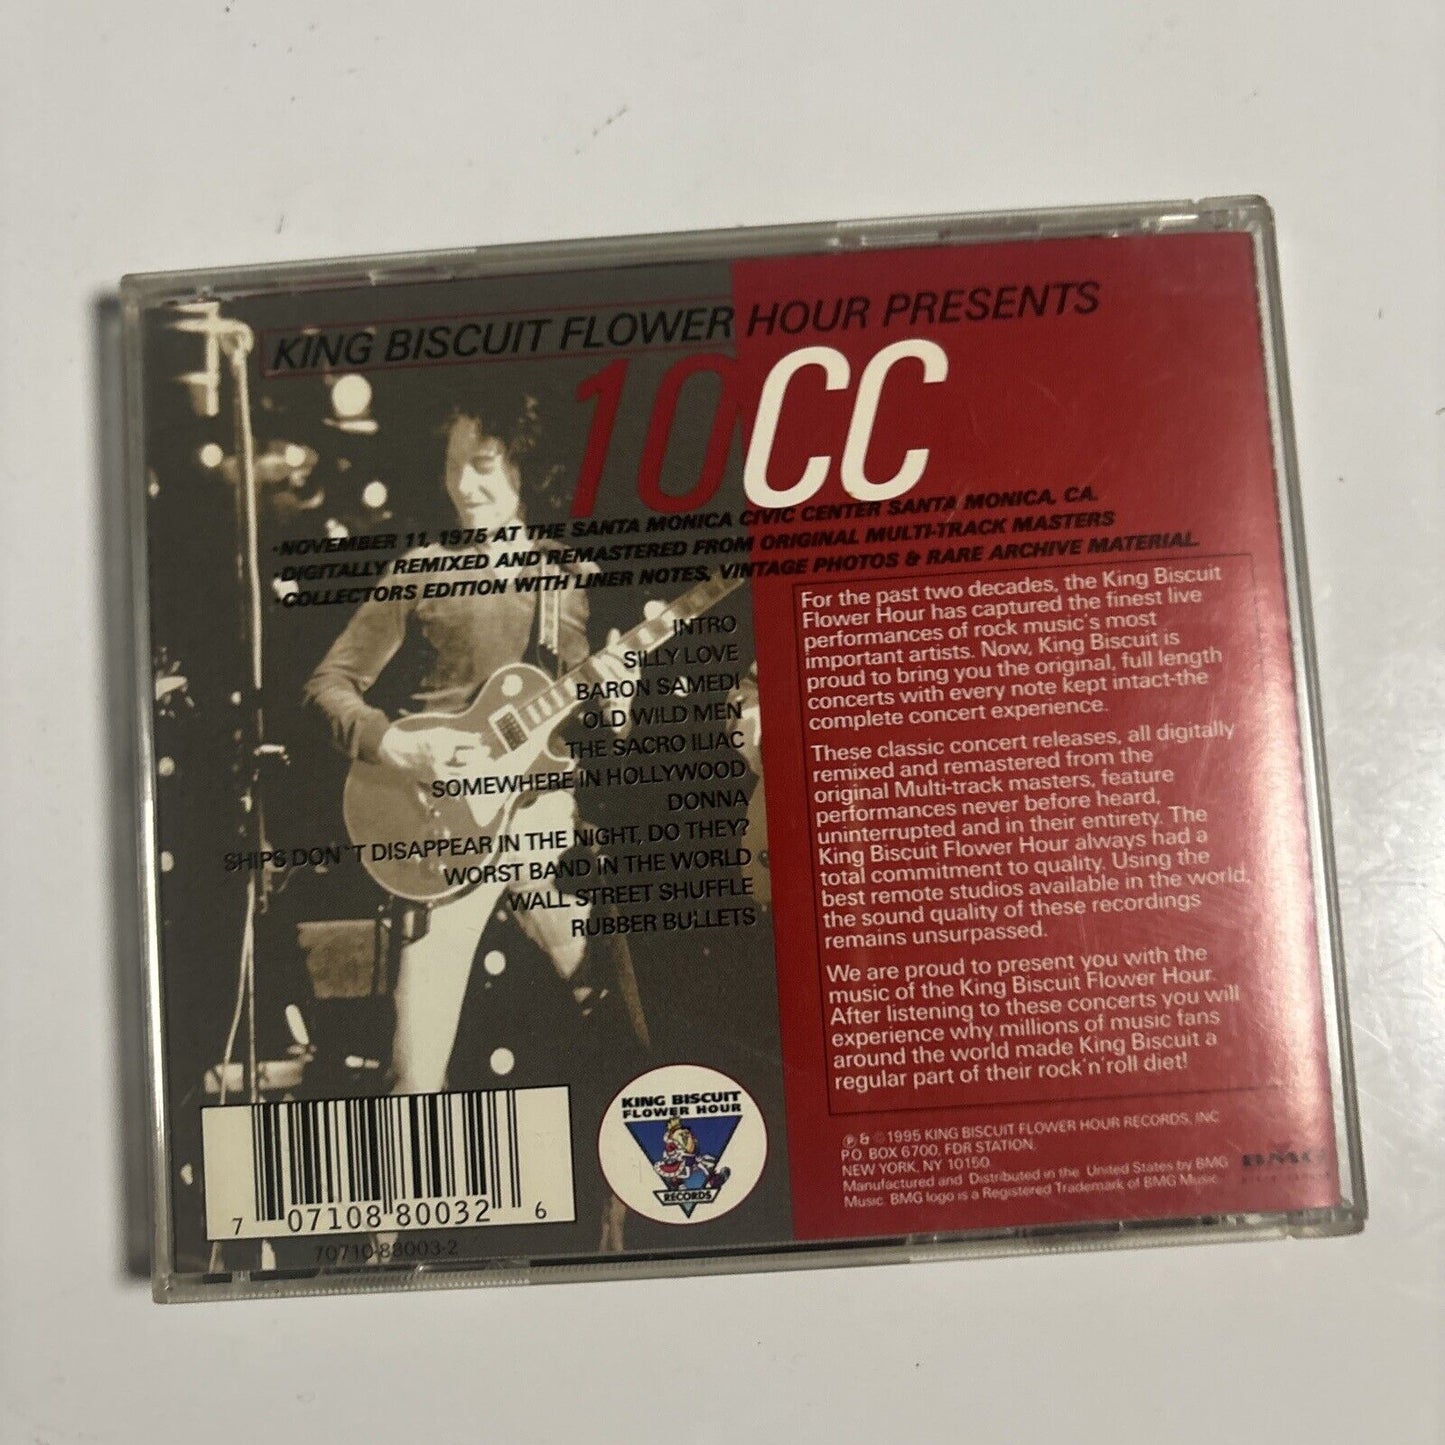 KING BISCUIT FLOWER HOUR PRESENTS
10CC
•NOVEMBER 11, 1975 AT THE SANTA MONICA CIVIC CENTER SANTA MONICA, CA.
•DIGITALLY REMIXED AND REMASTERED FROM ORIGINAL MULTI-TRACK MASTERS
•COLLECTORS EDITION WITH LINER NOTES, VINTAGE PHOTOS & RARE ARCHIVE MATERIAL.
INTRO
SILLY LOVE
BARON SAMEDI
OLD WILD MEN
THE SACRO ILIAC
SOMEWHERE IN HOLLYWOOD
DONNA
SHIPS DON'T DISAPPEAR IN THE NIGHT, DO THEY?
WORST BAND IN THE WORLD
WALL STREET SHUFFLE
RUBBER BULLETS
For the past two decades, the King Biscuit
Flower Hour has captured the finest live
performances of rock music's most
important artists. Now, King Biscuit is
proud to bring you the original, full length
concerts with every note kept intact-the
complete concert experience.
These classic concert releases, all digitally
remixed and remastered from the
original Multi-track masters, feature
performances never before heard,
uninterrupted and in their entirety. The
King Biscuit Flower Hour always had a
total commitment to quality. Using the
best remote studios available in the world,
the sound quality of these recordings
remains unsurpassed.
We are proud to present you with the
music of the King Biscuit Flower Hour.
After listening to these concerts you will
experience why millions of music fans
around the world made King Biscuit a
regular part of their rock'n'roll diet!
℗ & © 1995 KING BISCUIT FLOWER HOUR RECORDS, INC
P.O. BOX 6700, FDR STATION,
NEW YORK, NY 10150
Manufactured and Distributed in the United States by BMG
Music. BMG logo is a Registered Trademark of BMG Music
BMG
KING BISCUIT
FLOWER HOUR
RECORDS
7 07108 80032 6
70710-88003-2